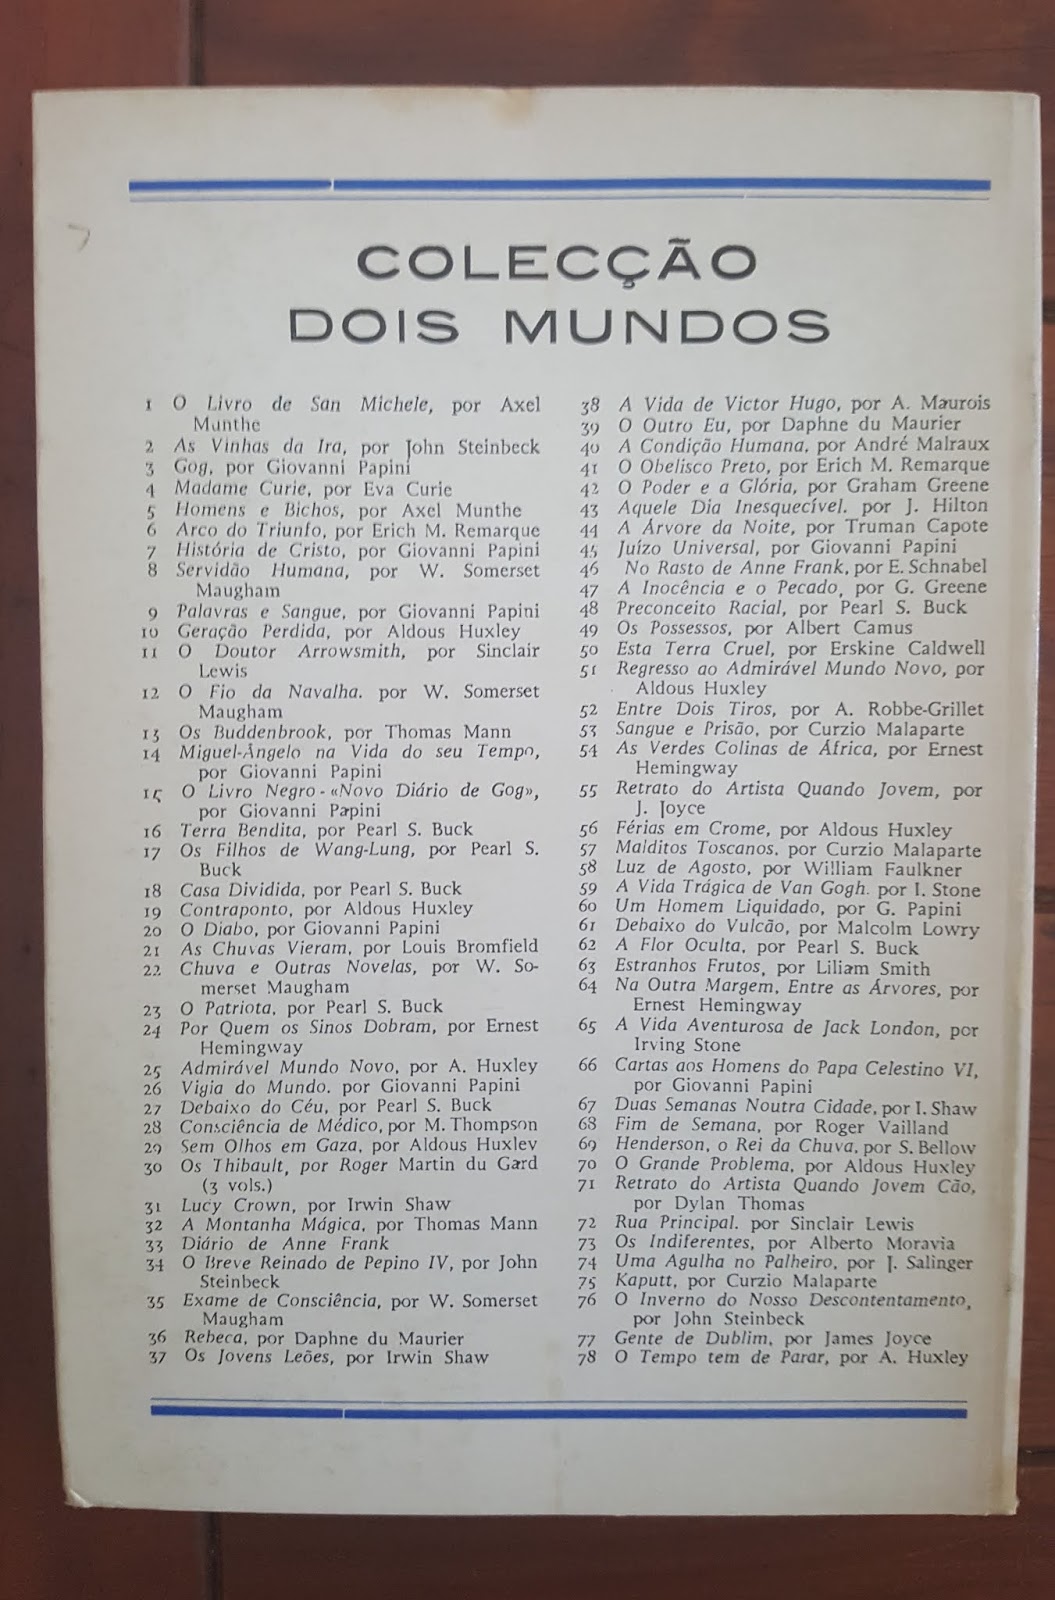 COLECÇÃO
DOIS MUNDOS
1 O Livro de San Michele, por Axel
Munthe
2 As Vinhas da Ira, por John Steinbeck
3 Gog, por Giovanni Papini
4 Madame Curie, por Eva Curie
5 Homens e Bichos, por Axel Munthe
6 Arco do Triunfo, por Erich M. Remarque
7 História de Cristo, por Giovanni Papini
8 Servidão Humana, por W. Somerset
Maugham
9 Palavras e Sangue, por Giovanni Papini
10 Geração Perdida, por Aldous Huxley
11 O Doutor Arrowsmith, por Sinclair
Lewis
12 O Fio da Navalha. por W. Somerset
Maugham
13 Os Buddenbrook, por Thomas Mann
14 Miguel-Ângelo na Vida do seu Tempo,
por Giovanni Papini
15 O Livro Negro - «Novo Diário de Gog»,
por Giovanni Papini
16 Terra Bendita, por Pearl S. Buck
17 Os Filhos de Wang-Lung, por Pearl S.
Buck
18 Casa Dividida, por Pearl S. Buck
19 Contraponto, por Aldous Huxley
20 O Diabo, por Giovanni Papini
21 As Chuvas Vieram, por Louis Bromfield
22 Chuva e Outras Novelas, por W. So-
merset Maugham
23 O Patriota, por Pearl S. Buck
24 Por Quem os Sinos Dobram, por Ernest
Hemingway
25 Admirável Mundo Novo, por A. Huxley
26 Vigia do Mundo. por Giovanni Papini
27 Debaixo do Céu, por Pearl S. Buck
28 Consciência de Médico, por M. Thompson
29 Sem Olhos em Gaza, por Aldous Huxley
30 Os Thibault, por Roger Martin du Gard
(3 vols.)
31 Lucy Crown, por Irwin Shaw
32 A Montanha Mágica, por Thomas Mann
33 Diário de Anne Frank
34 O Breve Reinado de Pepino IV, por John
Steinbeck
35 Exame de Consciência, por W. Somerset
Maugham
36 Rebeca, por Daphne du Maurier
37 Os Jovens Leões, por Irwin Shaw
38 A Vida de Victor Hugo, por A. Maurois
39 O Outro Eu, por Daphne du Maurier
40 A Condição Humana, por André Malraux
41 O Obelisco Preto, por Erich M. Remarque
42 O Poder e a Glória, por Graham Greene
43 Aquele Dia Inesquecível. por J. Hilton
44 A Árvore da Noite, por Truman Capote
45 Juízo Universal, por Giovanni Papini
46 No Rasto de Anne Frank, por E. Schnabel
47 A Inocência e o Pecado, por G. Greene
48 Preconceito Racial, por Pearl S. Buck
49 Os Possessos, por Albert Camus
50 Esta Terra Cruel, por Erskine Caldwell
51 Regresso ao Admirável Mundo Novo, por
Aldous Huxley
52 Entre Dois Tiros, por A. Robbe-Grillet
53 Sangue e Prisão, por Curzio Malaparte
54 As Verdes Colinas de África, por Ernest
Hemingway
55 Retrato do Artista Quando Jovem, por
J. Joyce
56 Férias em Crome, por Aldous Huxley
57 Malditos Toscanos. por Curzio Malaparte
58 Luz de Agosto, por William Faulkner
59 A Vida Trágica de Van Gogh. por I. Stone
60 Um Homem Liquidado, por G. Papini
61 Debaixo do Vulcão, por Malcolm Lowry
62 A Flor Oculta, por Pearl S. Buck
63 Estranhos Frutos, por Liliam Smith
64 Na Outra Margem, Entre as Árvores, por
Ernest Hemingway
65 A Vida Aventurosa de Jack London, por
Irving Stone
66 Cartas aos Homens do Papa Celestino VI,
por Giovanni Papini
67 Duas Semanas Noutra Cidade, por I. Shaw
68 Fim de Semana, por Roger Vailland
69 Henderson, o Rei da Chuva, por S. Bellow
70 O Grande Problema, por Aldous Huxley
71 Retrato do Artista Quando Jovem Cão,
por Dylan Thomas
72 Rua Principal. por Sinclair Lewis
73 Os Indiferentes, por Alberto Moravia
74 Uma Agulha no Palheiro, por J. Salinger
75 Kaputt, por Curzio Malaparte
76 O Inverno do Nosso Descontentamento,
por John Steinbeck
77 Gente de Dublim, por James Joyce
78 O Tempo tem de Parar, por A. Huxley